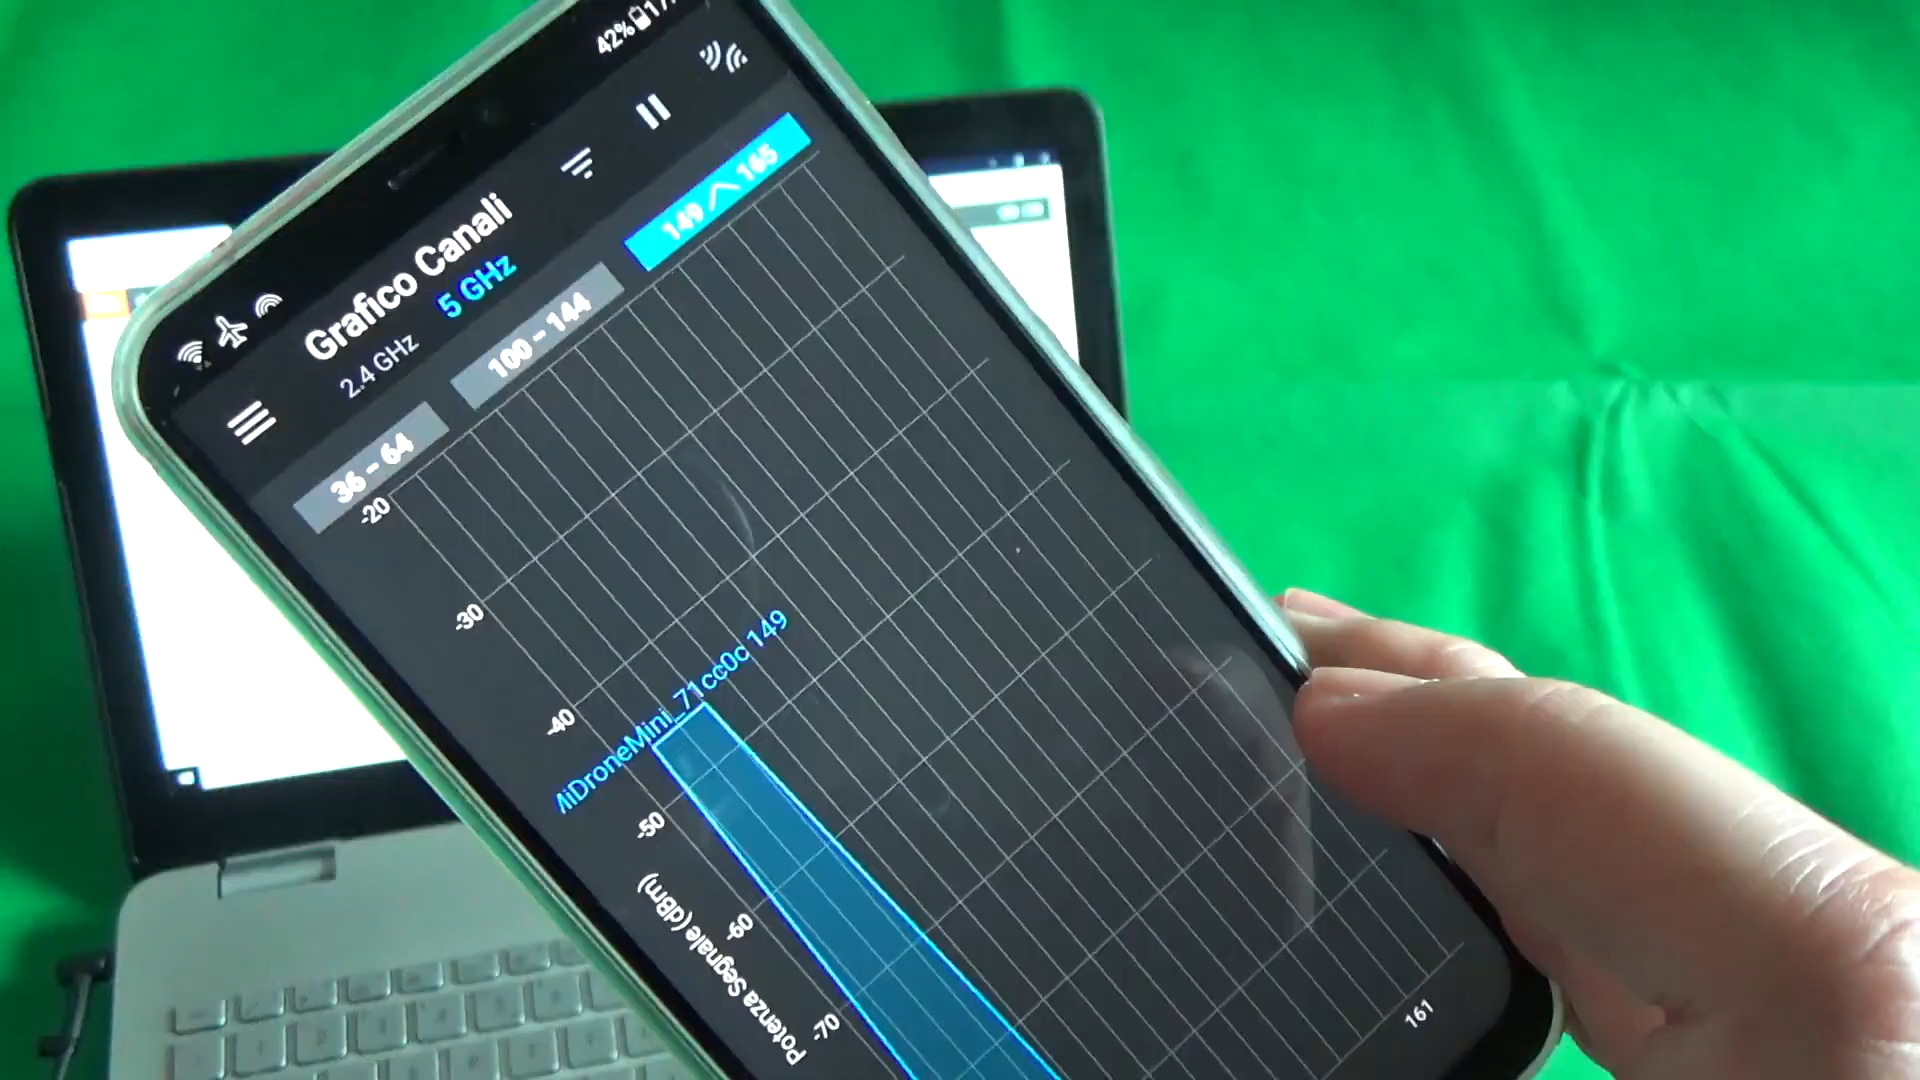 42%
Grafico Canali
2.4 GHz 5 GHz
36 – 64 100 – 144 149 165
-20
-30
-40
iDroneMini_71cc0c 149
-50
-60
-70
Potenza Segnale (dBm)
161